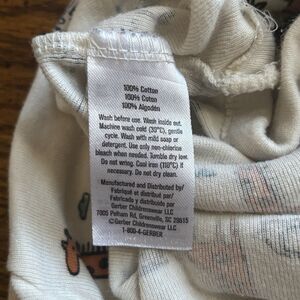 100% Cotton
100% Coton
100% Algodón
Wash before use. Wash inside out.
Machine wash cold (30°C), gentle
cycle. Wash with mild soap or
detergent. Use only non-chlorine
bleach when needed. Tumble dry low.
Do not wring. Cool iron (110°C) if
necessary. Do not dry clean.
Manufactured and Distributed by/
Fabriqué et distribué par/
Fabricado y distribuido por
Gerber Childrenswear LLC
7005 Pelham Rd, Greenville, SC 29615
©Gerber Childrenswear LLC
1-800-4-GERBER